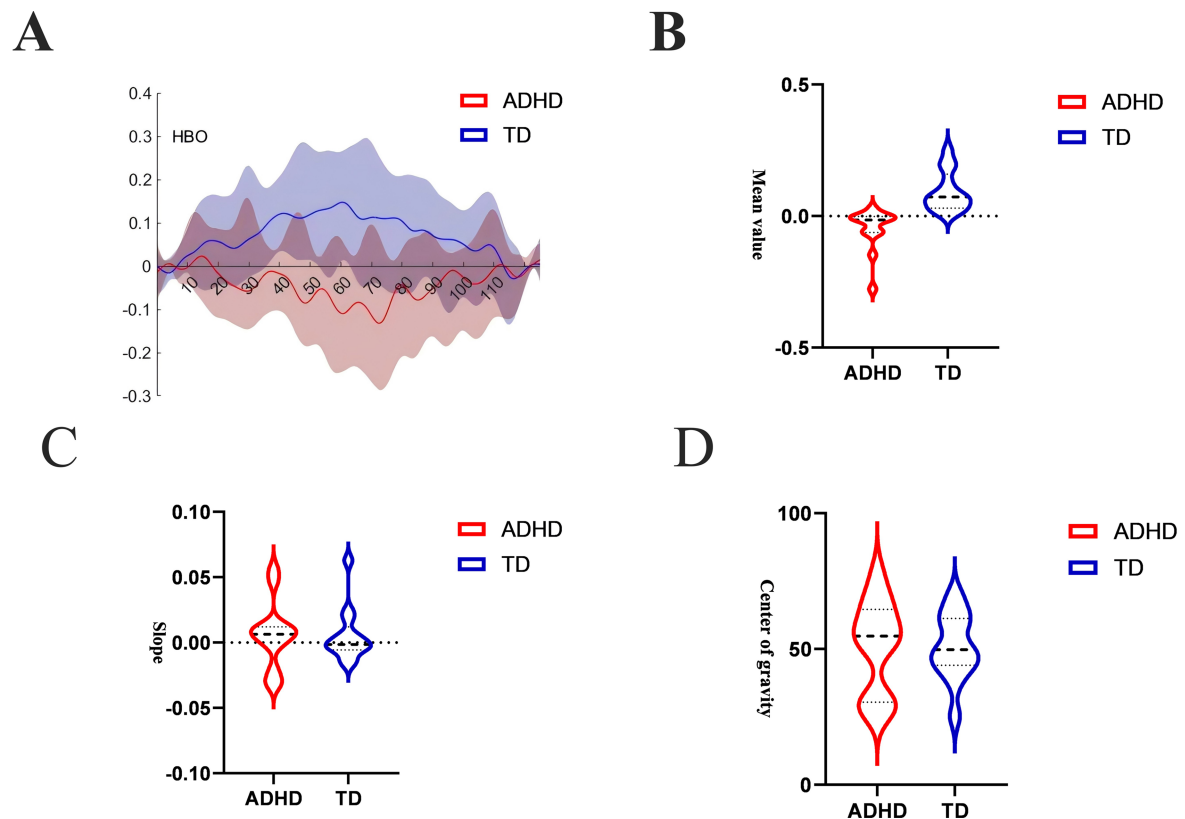 A
B
0.4
0.3
0.2
0.1
0
-0.1
-0.2
-0.3
HBO
10
20
30
40
50
60
70
80
90
100
110
ADHD
TD
0.5
0.0
-0.5
Mean value
ADHD
TD
ADHD
TD
C
D
0.10
0.05
0.00
-0.05
-0.10
Slope
ADHD
TD
ADHD
TD
100
50
0
Center of gravity
ADHD
TD
ADHD
TD